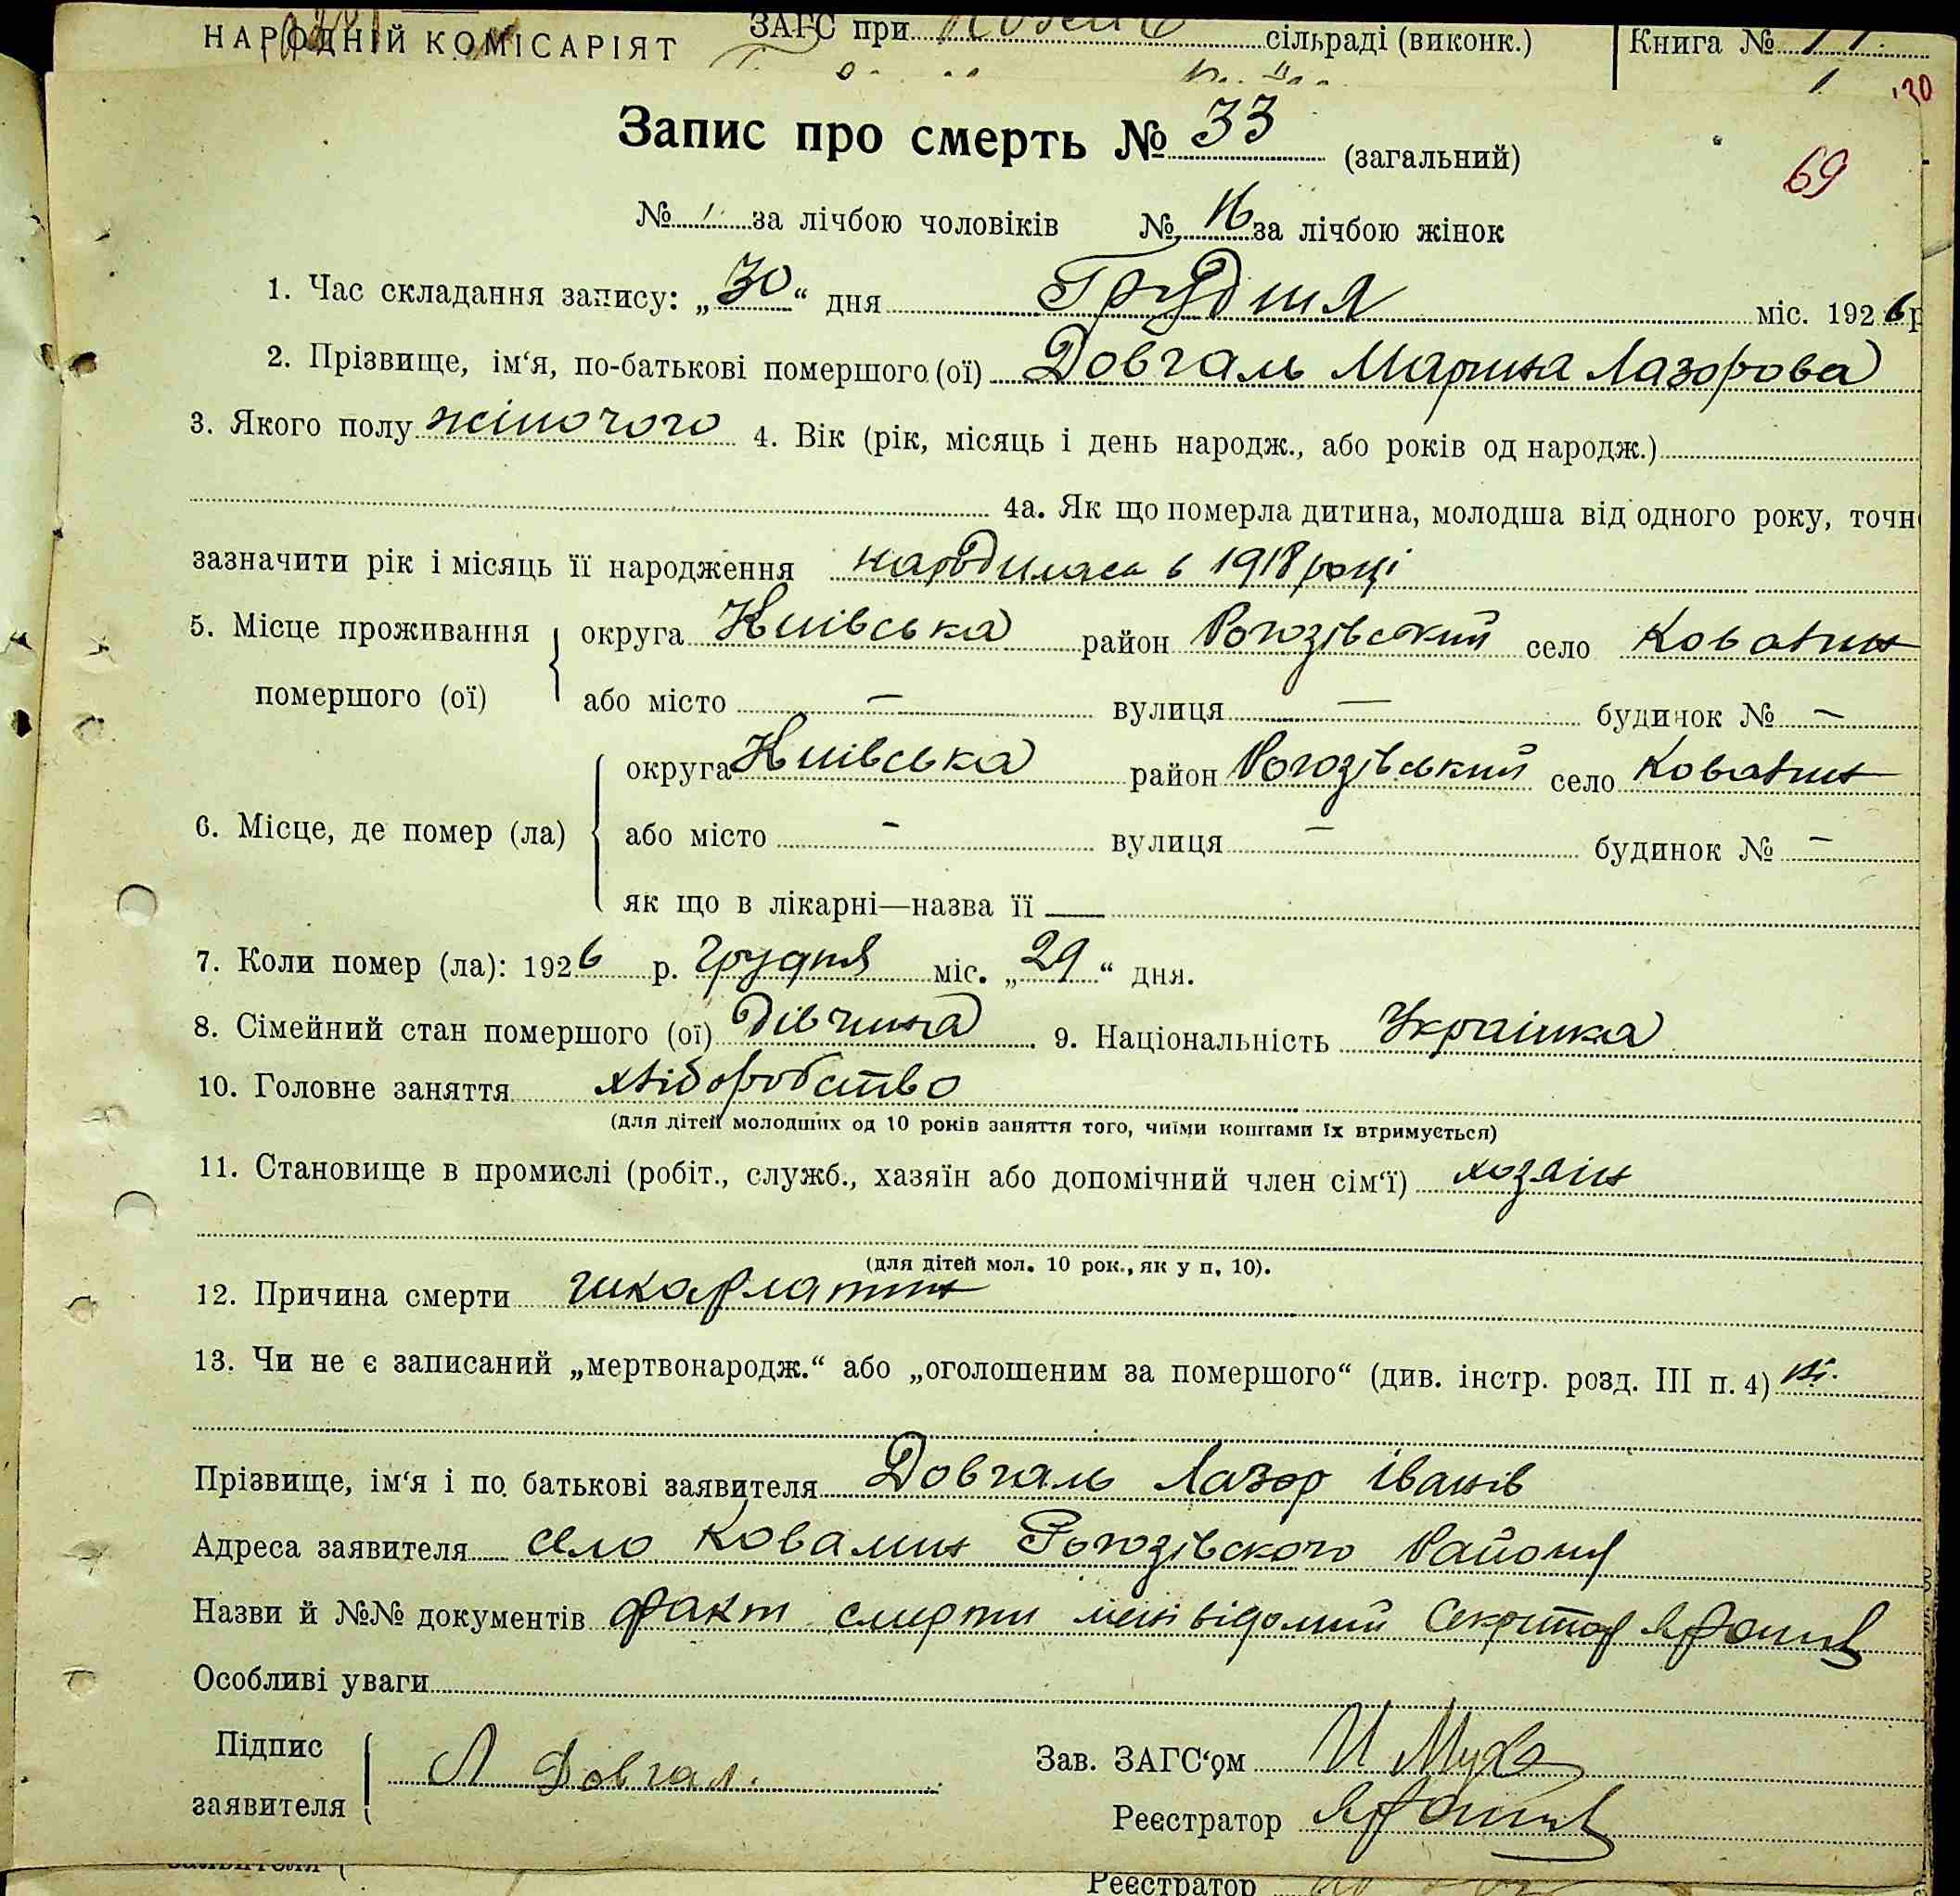 НАРОДНІЙ КОМІСАРІЯТ ЗАГС при сільраді (виконк.) Книга №
30
Запис про смерть № 33 (загальний)
69
№ за лічбою чоловіків № 16 за лічбою жінок
1. Час складання запису: „30“ дня Грудня міс. 1926 р
2. Прізвище, ім‘я, по-батькові помершого (ої) Довгаль Марина Лазорова
3. Якого полу жіночого 4. Вік (рік, місяць і день народж., або років од народж.)
4а. Як що померла дитина, молодша від одного року, точн
зазначити рік і місяць її народження народилась в 1918 році
5. Місце проживання помершого (ої) округа Київська район Рогозівський село Ковалин
або місто — вулиця — будинок № —
6. Місце, де помер (ла) округа Київська район Рогозівський село Ковалин
або місто - вулиця — будинок № —
як що в лікарні—назва її —
7. Коли помер (ла): 1926 р. Грудня міс. „29“ дня.
8. Сімейний стан помершого (ої) Дівчина 9. Національність Українка
10. Головне заняття хліборобство
(для дітей молодших од 10 років заняття того, чиїми коштами їх втримується)
11. Становище в промислі (робіт., служб., хазяїн або допомічний член сім‘ї) хозяін
(для дітей мол. 10 рок., як у п. 10).
12. Причина смерти шкарлатин
13. Чи не є записаний „мертвонародж.“ або „оголошеним за помершого“ (див. інстр. розд. III п. 4) ні.
Прізвище, ім‘я і по батькові заявителя Довгаль Лазор Іванів
Адреса заявителя село Ковалин Рогозівского Району
Назви й №№ документів факт смерти мені відомий Секретар
Особливі уваги
Підпис заявителя Л Довгал.
Зав. ЗАГС‘ом И Муха
Реєстратор
заявителя
Реєстратор